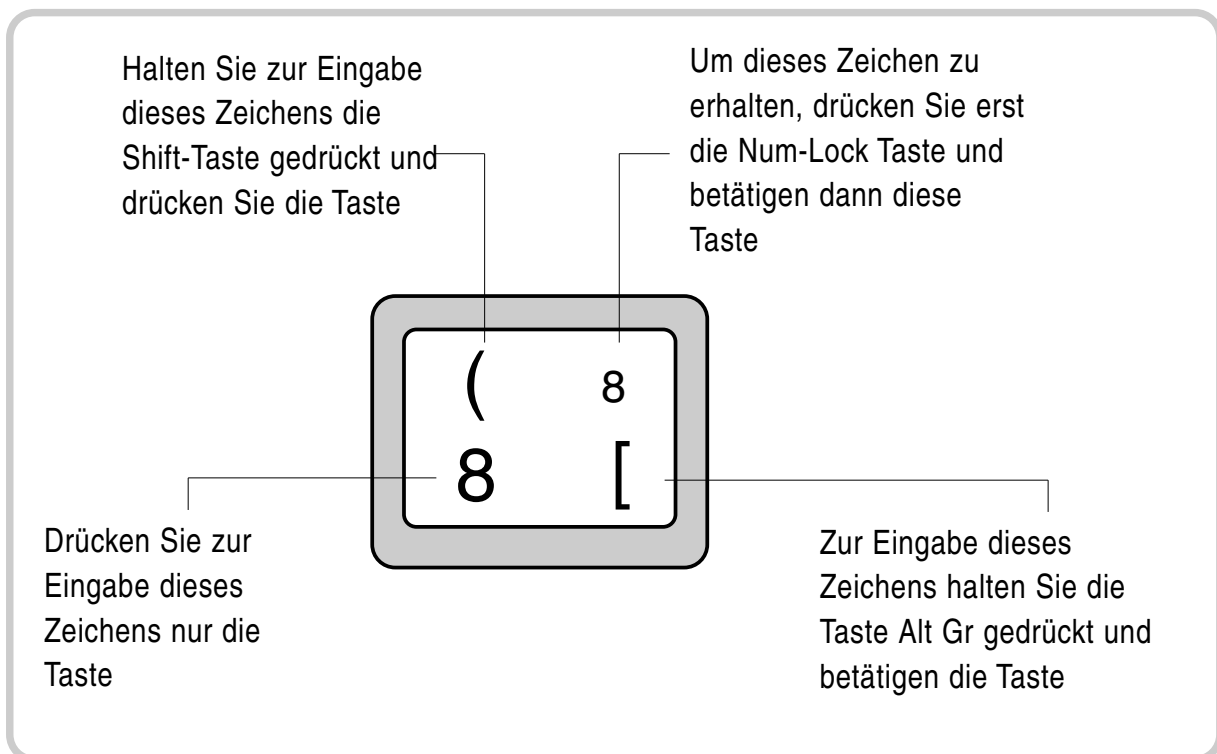 Halten Sie zur Eingabe
dieses Zeichens die
Shift-Taste gedrückt und
drücken Sie die Taste
Um dieses Zeichen zu
erhalten, drücken Sie erst
die Num-Lock Taste und
betätigen dann diese
Taste
( 8
8 [
Drücken Sie zur
Eingabe dieses
Zeichens nur die
Taste
Zur Eingabe dieses
Zeichens halten Sie die
Taste Alt Gr gedrückt und
betätigen die Taste